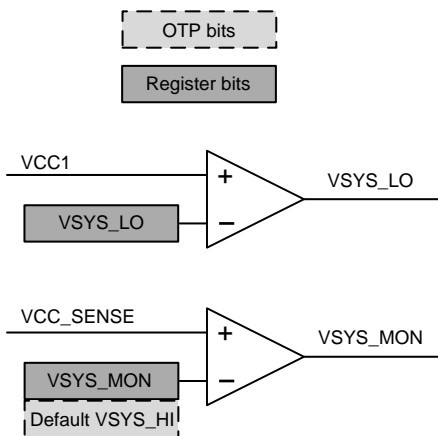 OTP bits
Register bits
VCC1
VSYS_LO
+
VSYS_LO
−
VCC_SENSE
VSYS_MON
+
VSYS_MON
−
Default VSYS_HI